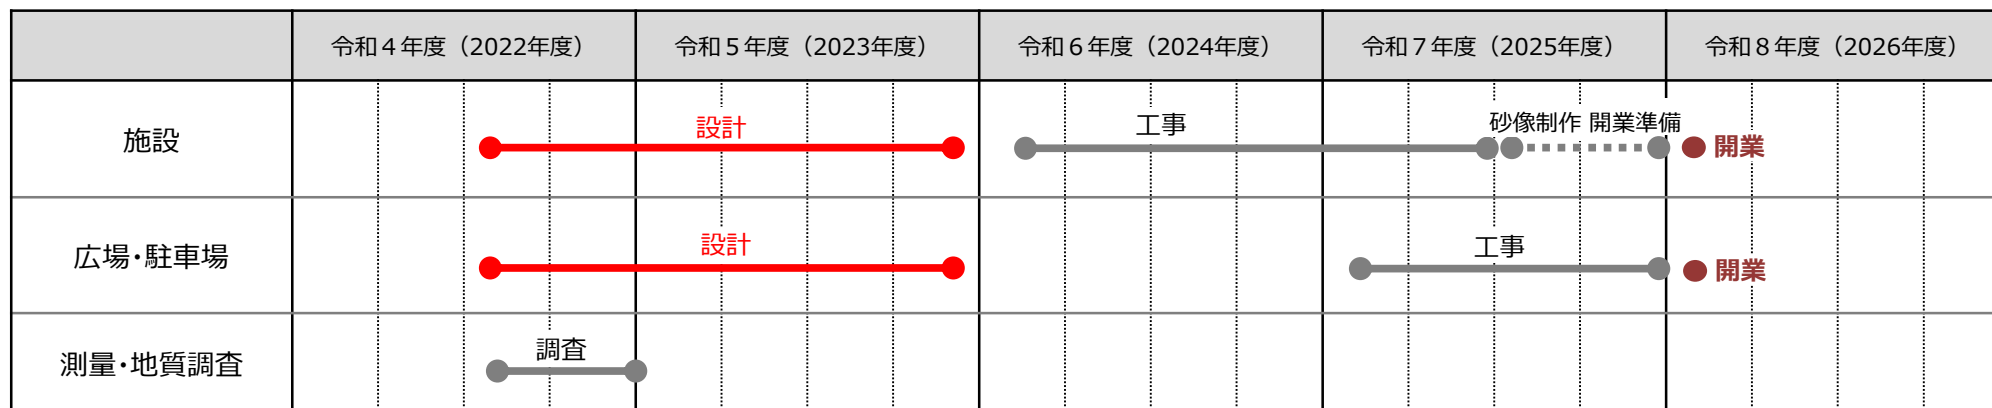 令和４年度（2022年度） 令和５年度（2023年度） 令和６年度（2024年度） 令和７年度（2025年度） 令和８年度（2026年度）
施設 設計 工事 砂像制作 開業準備 開業
広場･駐車場 設計 工事 開業
測量･地質調査 調査